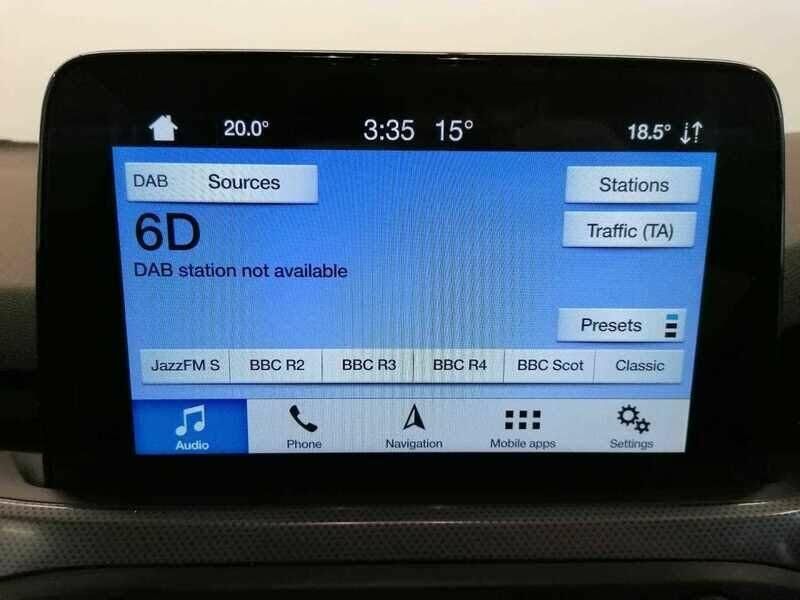 20.0° 3:35 15° 18.5°
DAB Sources Stations
6D Traffic (TA)
DAB station not available
Presets
JazzFM S BBC R2 BBC R3 BBC R4 BBC Scot Classic
Audio Phone Navigation Mobile apps Settings